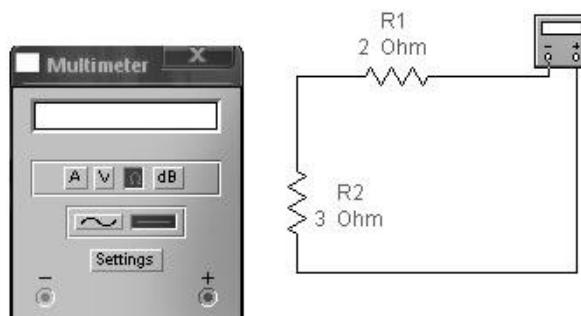 Multimeter X
A V Ω dB
Settings
− +
R1
2 Ohm
− +
R2
3 Ohm